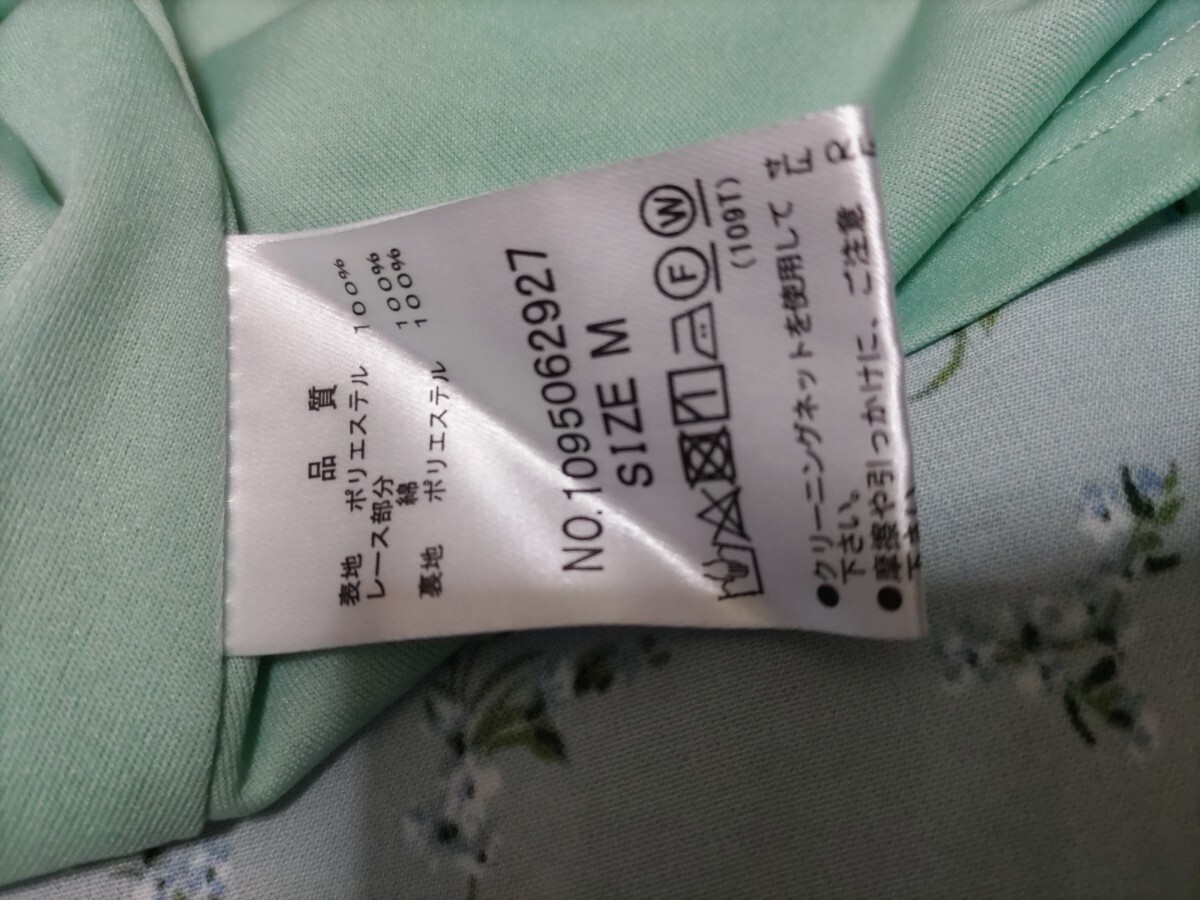 品 質
表地 ポリエステル 100%
レース部分
綿 100%
裏地 ポリエステル 100%
NO.1095062927
SIZE M
F W
(109T)
●クリーニングネットを使用して
下さい。
●摩擦や引っかけに、ご注意